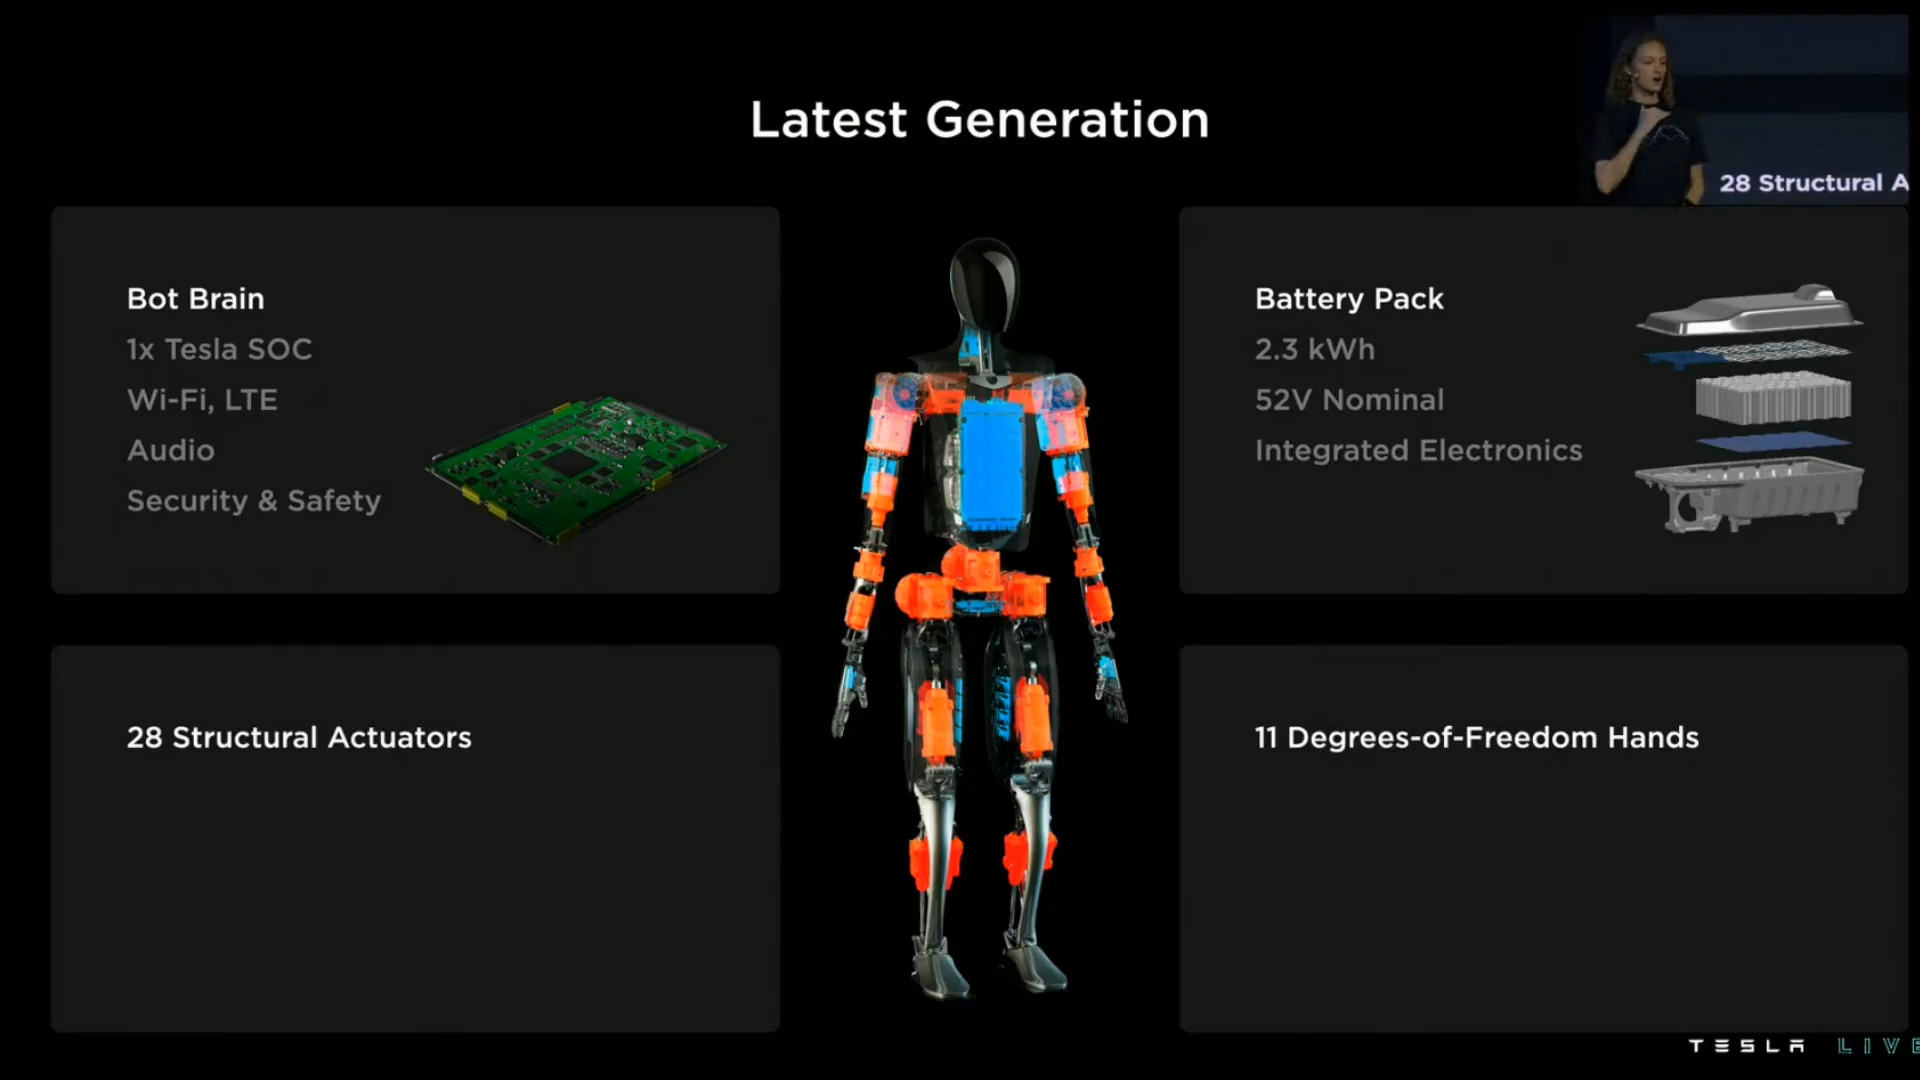 Latest Generation
28 Structural A
Bot Brain
1x Tesla SOC
Wi-Fi, LTE
Audio
Security & Safety
Battery Pack
2.3 kWh
52V Nominal
Integrated Electronics
28 Structural Actuators
11 Degrees-of-Freedom Hands
TESLA LIVE